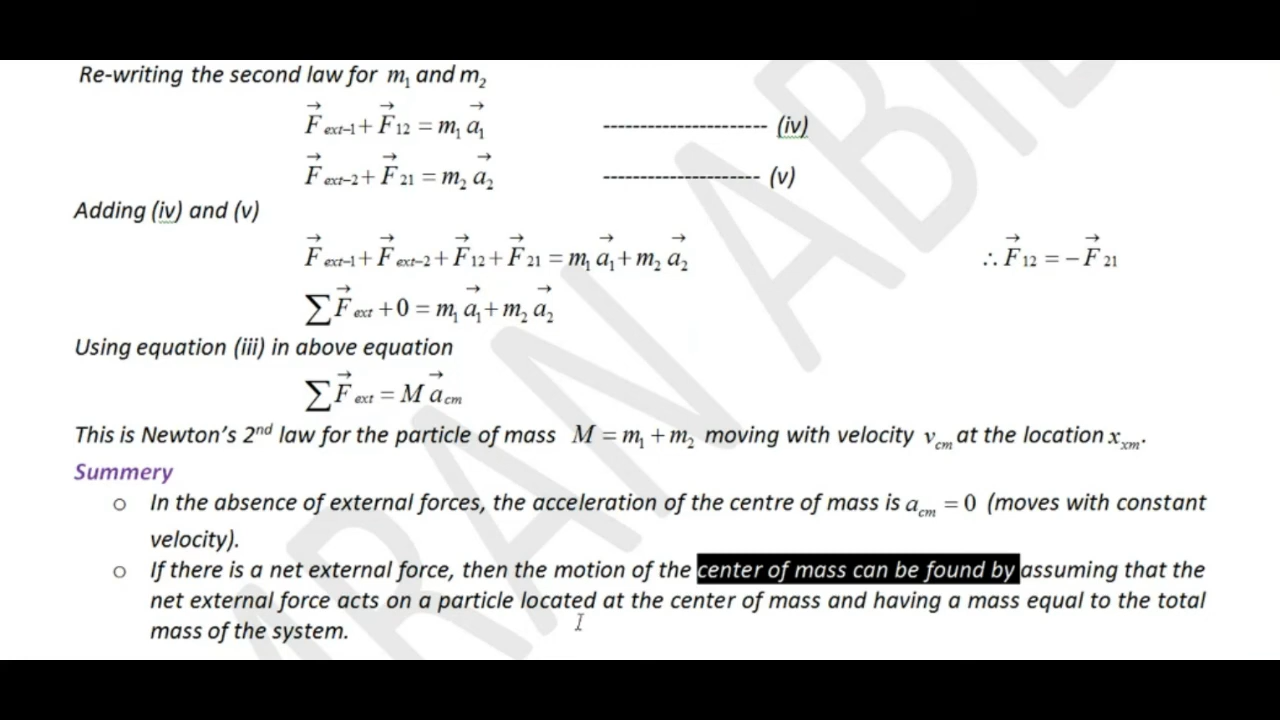 Re-writing the second law for m₁ and m₂
F⃗ ext–1 + F⃗ 12 = m₁ a⃗₁ ---------------------- (iv)
F⃗ ext–2 + F⃗ 21 = m₂ a⃗₂ --------------------- (v)
Adding (iv) and (v)
F⃗ ext–1 + F⃗ ext–2 + F⃗ 12 + F⃗ 21 = m₁ a⃗₁ + m₂ a⃗₂ ∴ F⃗ 12 = – F⃗ 21
∑ F⃗ ext + 0 = m₁ a⃗₁ + m₂ a⃗₂
Using equation (iii) in above equation
∑ F⃗ ext = M a⃗ cm
This is Newton's 2nd law for the particle of mass M = m₁ + m₂ moving with velocity v cm at the location x xm.
Summery
o In the absence of external forces, the acceleration of the centre of mass is a cm = 0 (moves with constant
velocity).
o If there is a net external force, then the motion of the center of mass can be found by assuming that the
net external force acts on a particle located at the center of mass and having a mass equal to the total
mass of the system.